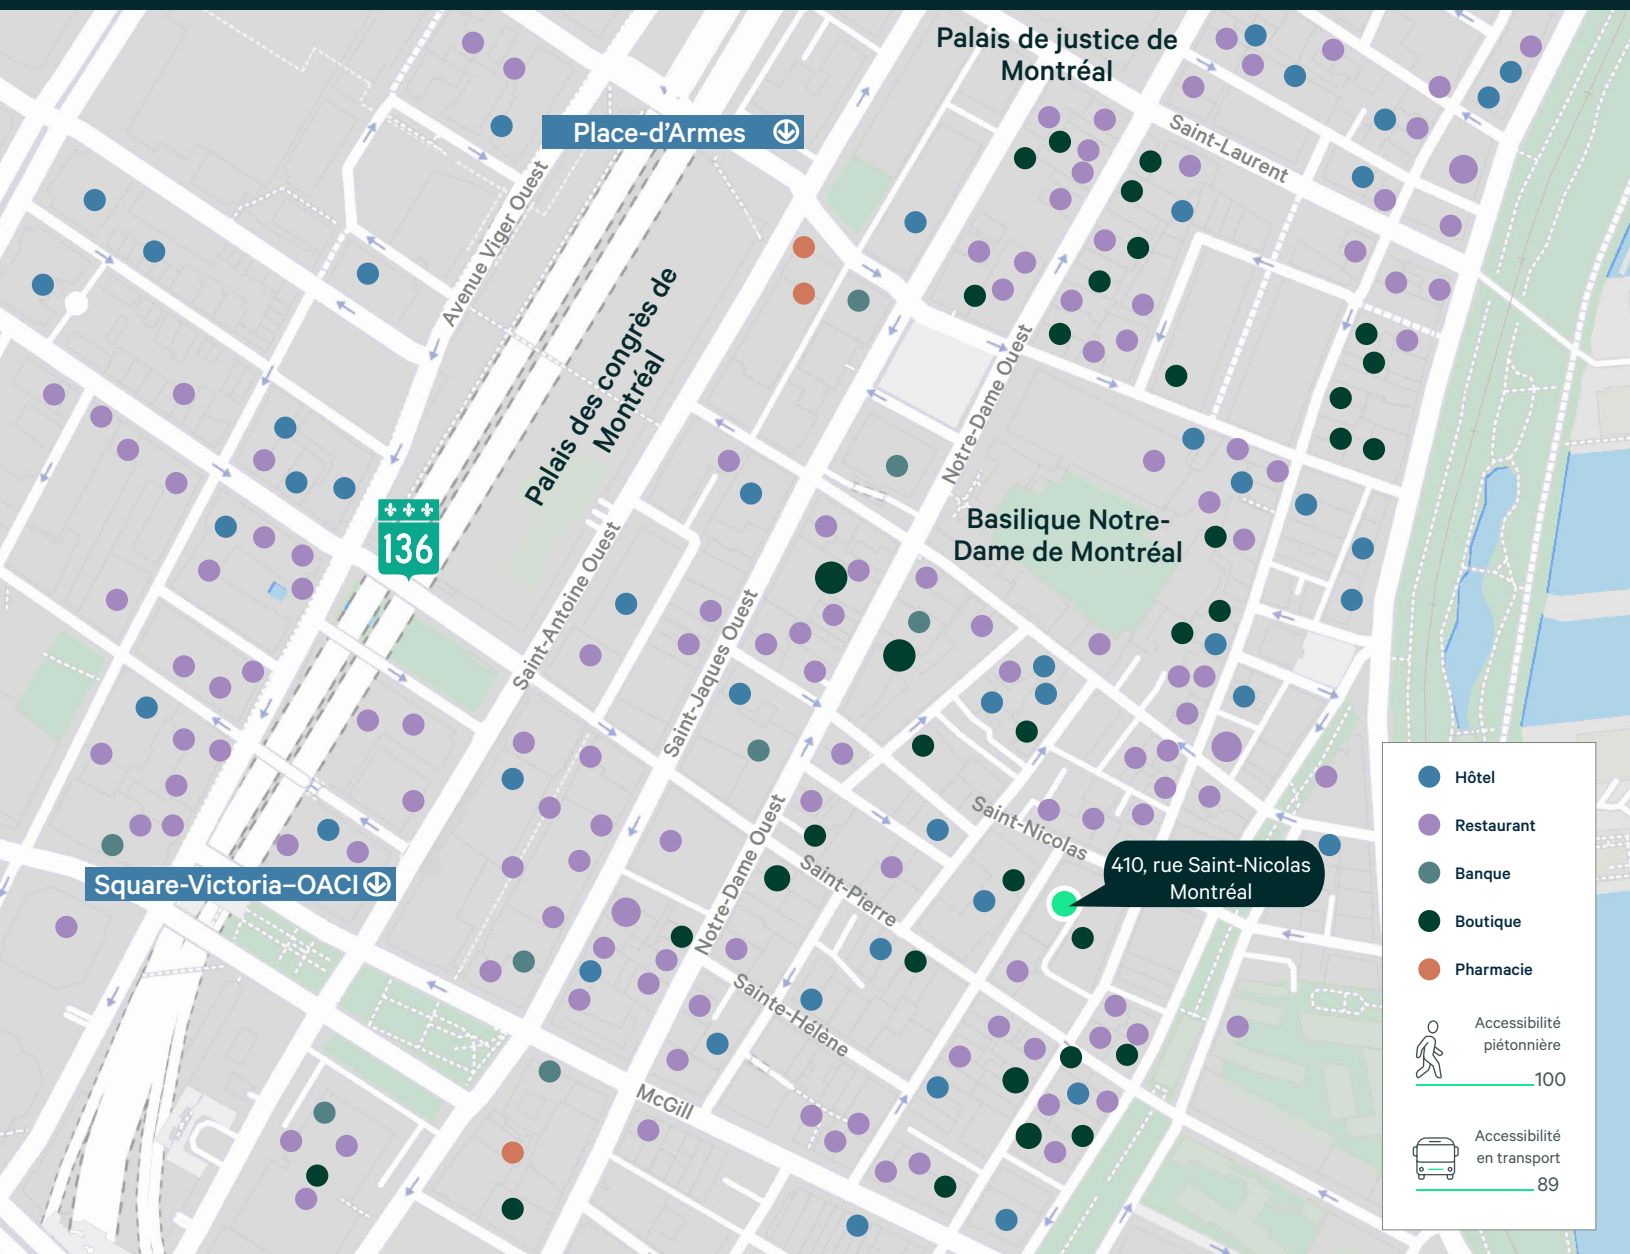 Palais de justice de
Montréal
Place-d'Armes
Saint-Laurent
Avenue Viger Ouest
Palais des congrès de
Montréal
Notre-Dame Ouest
136
Basilique Notre-
Dame de Montréal
Saint-Antoine Ouest
Saint-Jaques Ouest
Saint-Nicolas
410, rue Saint-Nicolas
Montréal
Square-Victoria–OACI
Notre-Dame Ouest
Saint-Pierre
Sainte-Hélène
McGill
Hôtel
Restaurant
Banque
Boutique
Pharmacie
Accessibilité
piétonnière
100
Accessibilité
en transport
89